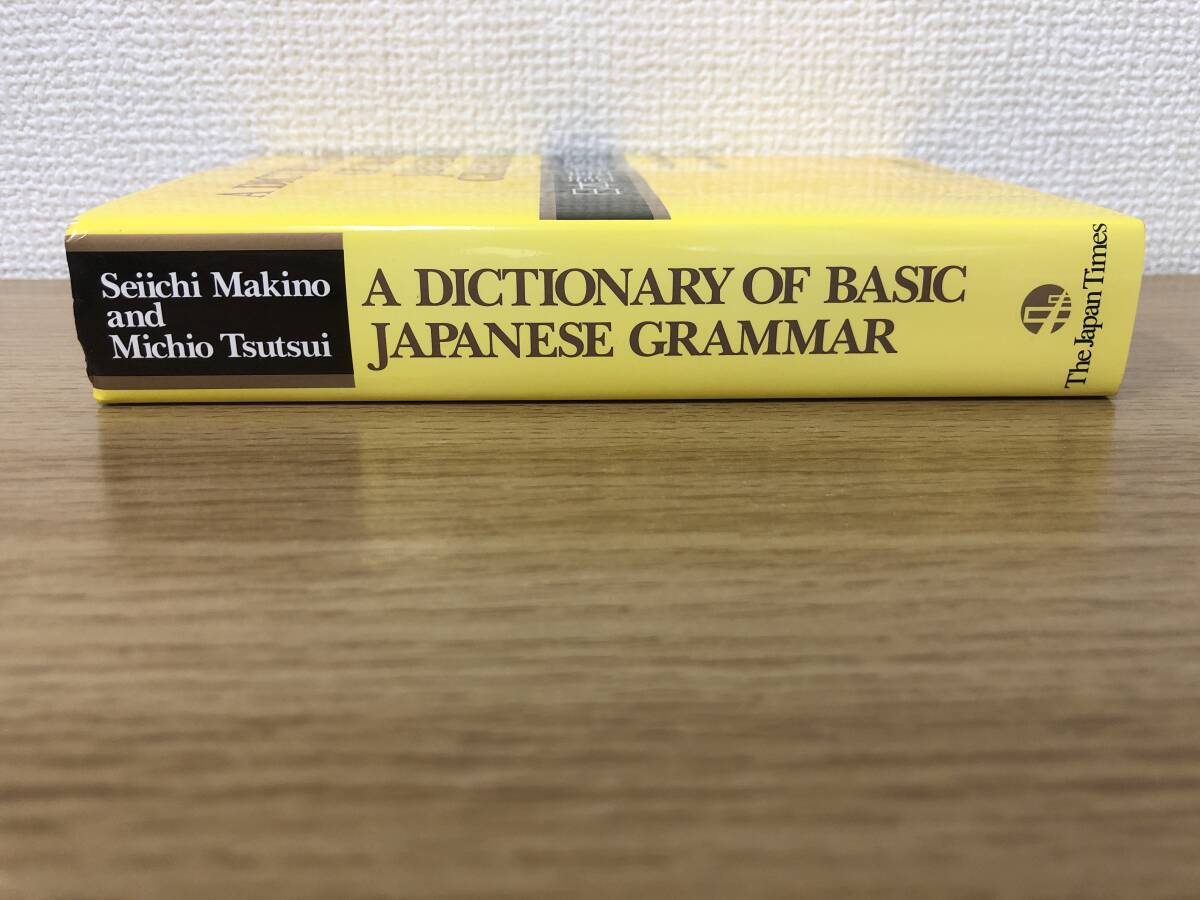 Seiichi Makino
and
Michio Tsutsui
A DICTIONARY OF BASIC
JAPANESE GRAMMAR
The Japan Times